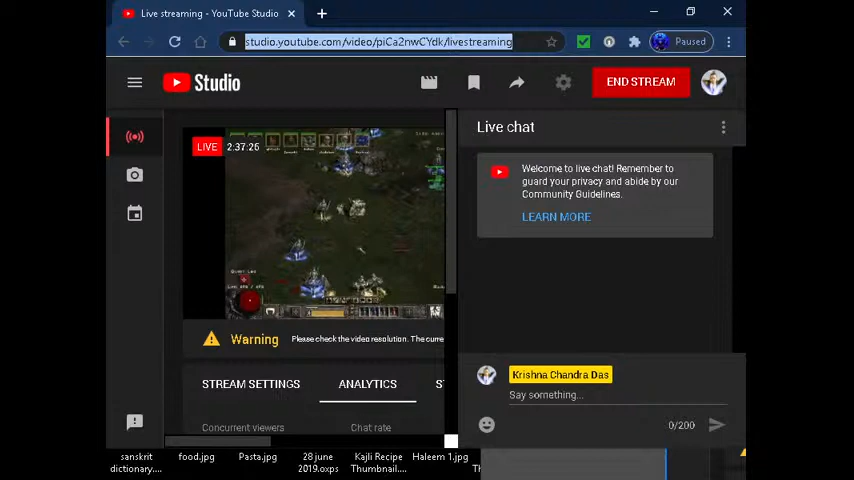 Live streaming - YouTube Studio
studio.youtube.com/video/piCa2nwCYdk/livestreaming
Paused
Studio
END STREAM
LIVE 2:37:25
Live chat
Welcome to live chat! Remember to
guard your privacy and abide by our
Community Guidelines.
LEARN MORE
Warning
Please check the video resolution. The curre
STREAM SETTINGS
ANALYTICS
Concurrent viewers
Chat rate
Krishna Chandra Das
Say something...
0/200
sanskrit
dictionary....
food.jpg
Pasta.jpg
28 june
2019.oxps
Kajli Recipe
Thumbnail....
Haleem 1.jpg